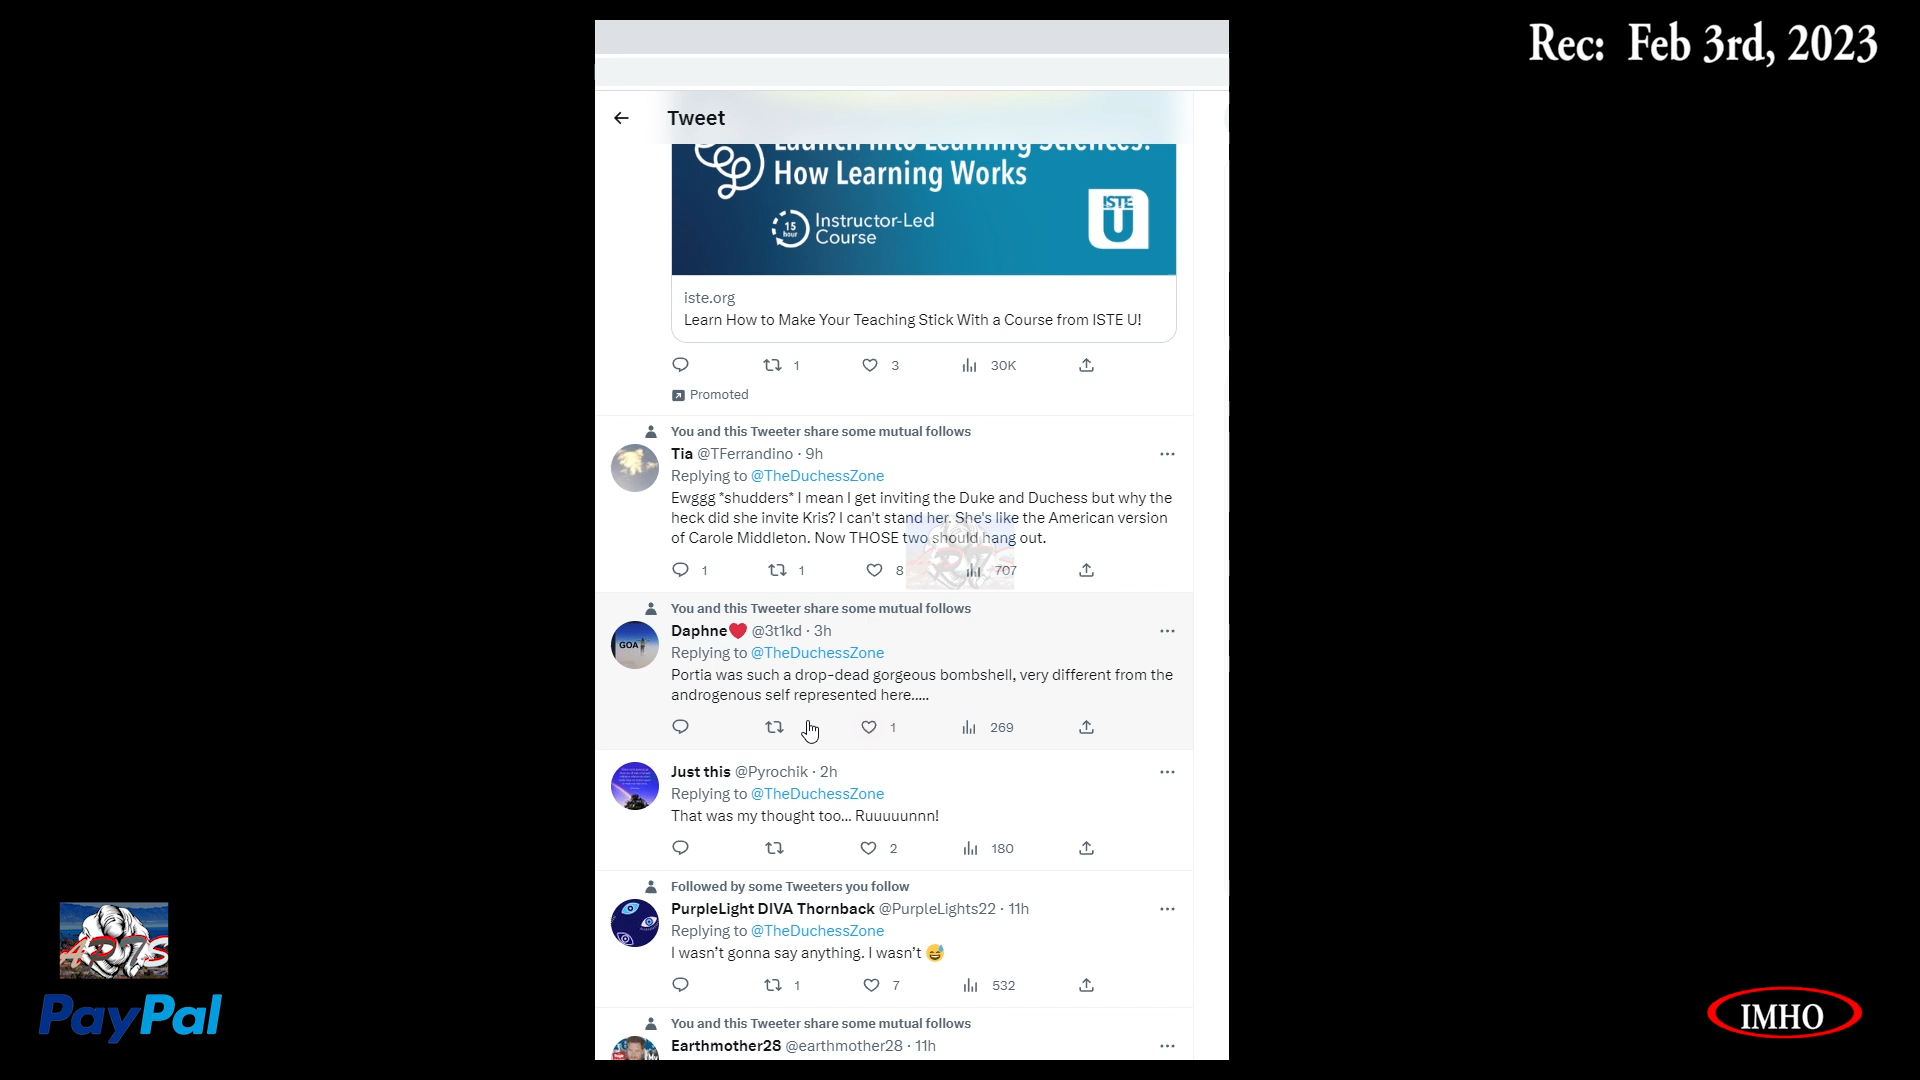 Rec: Feb 3rd, 2023
Tweet
Launch into Learning Sciences:
How Learning Works
15
hour
Instructor-Led
Course
ISTE
U
iste.org
Learn How to Make Your Teaching Stick With a Course from ISTE U!
1
3
30K
Promoted
You and this Tweeter share some mutual follows
Tia @TFerrandino · 9h
Replying to @TheDuchessZone
Ewggg *shudders* I mean I get inviting the Duke and Duchess but why the
heck did she invite Kris? I can't stand her. She's like the American version
of Carole Middleton. Now THOSE two should hang out.
1
1
8
707
You and this Tweeter share some mutual follows
Daphne❤️ @3t1kd · 3h
Replying to @TheDuchessZone
GOA
Portia was such a drop-dead gorgeous bombshell, very different from the
androgenous self represented here.....
1
269
Just this @Pyrochik · 2h
Replying to @TheDuchessZone
That was my thought too... Ruuuuunnn!
2
180
Followed by some Tweeters you follow
PurpleLight DIVA Thornback @PurpleLights22 · 11h
Replying to @TheDuchessZone
I wasn't gonna say anything. I wasn't 😅
1
7
532
You and this Tweeter share some mutual follows
Earthmother28 @earthmother28 · 11h
PayPal
IMHO